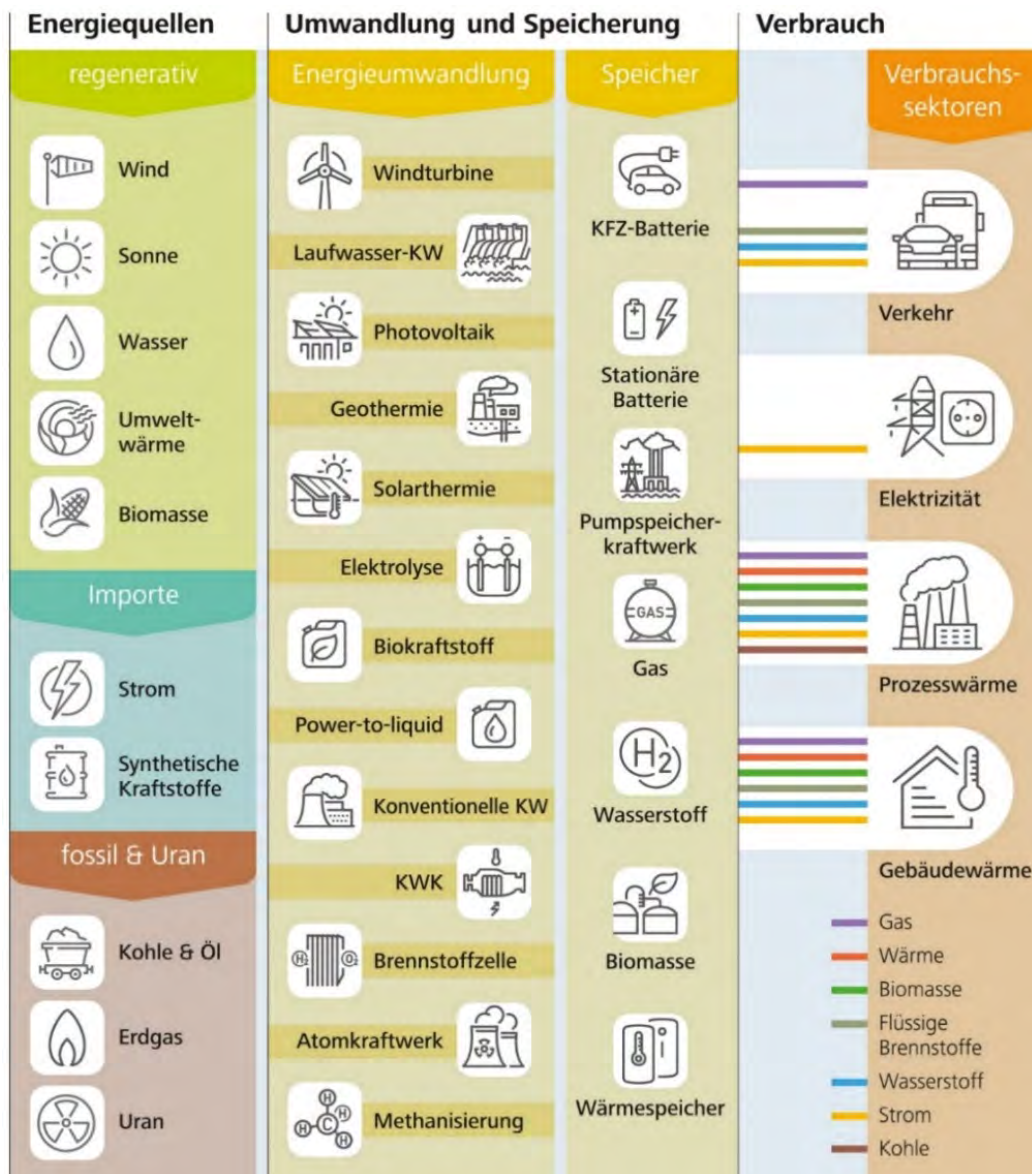 Energiequellen
Umwandlung und Speicherung
Verbrauch
regenerativ
Wind
Sonne
Wasser
Umwelt-
wärme
Biomasse
Importe
Strom
Synthetische
Kraftstoffe
fossil & Uran
Kohle & Öl
Erdgas
Uran
Energieumwandlung
Windturbine
Laufwasser-KW
Photovoltaik
Geothermie
Solarthermie
+ -
Elektrolyse
Biokraftstoff
Power-to-liquid
Konventionelle KW
KWK
H₂ O₂
Brennstoffzelle
Atomkraftwerk
H
H
H C
H
Methanisierung
Speicher
KFZ-Batterie
+
-
Stationäre
Batterie
Pumpspeicher-
kraftwerk
GAS
Gas
H₂
Wasserstoff
Biomasse
Wärmespeicher
Verbrauchs-
sektoren
Verkehr
Elektrizität
Prozesswärme
Gebäudewärme
Gas
Wärme
Biomasse
Flüssige
Brennstoffe
Wasserstoff
Strom
Kohle